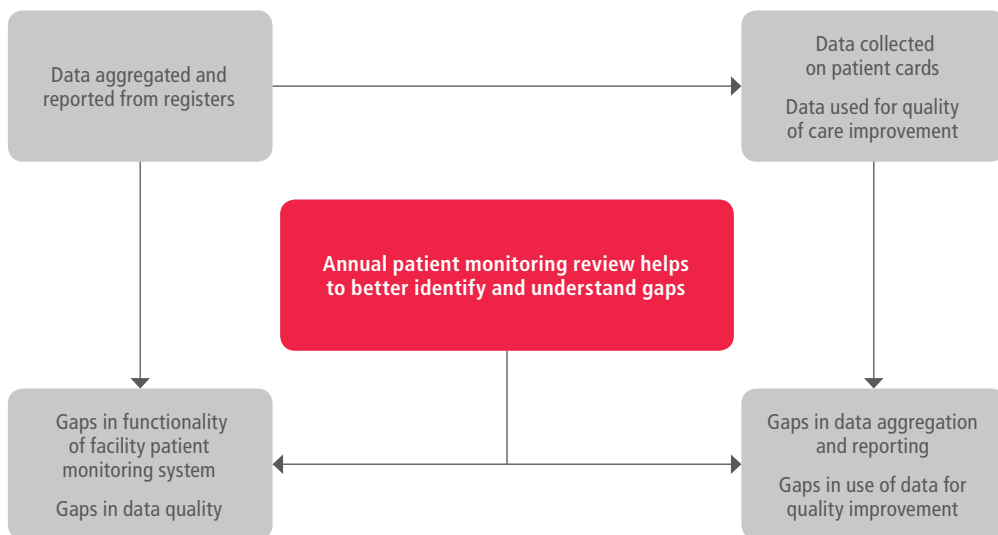 Data aggregated and
reported from registers
Data collected
on patient cards
Data used for quality
of care improvement
Annual patient monitoring review helps
to better identify and understand gaps
Gaps in functionality
of facility patient
monitoring system
Gaps in data quality
Gaps in data aggregation
and reporting
Gaps in use of data for
quality improvement